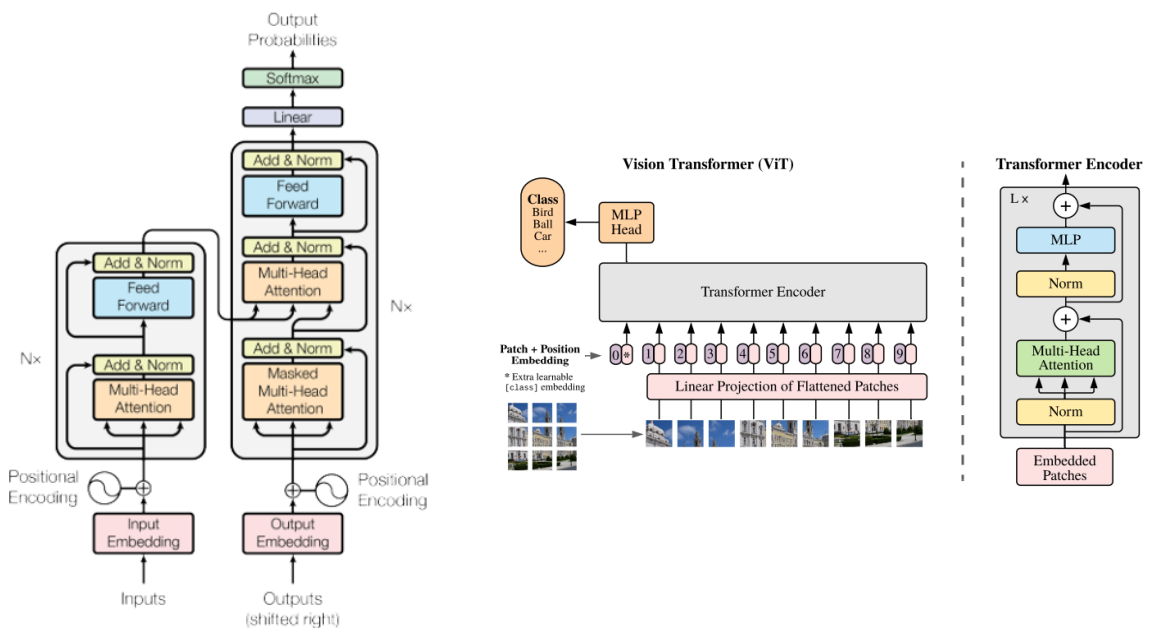 Output
Probabilities
Softmax
Linear
Add & Norm
Feed
Forward
Add & Norm
Multi-Head
Attention
Nx
Add & Norm
Masked
Multi-Head
Attention
Add & Norm
Feed
Forward
Nx
Add & Norm
Multi-Head
Attention
Positional
Encoding
Positional
Encoding
Input
Embedding
Output
Embedding
Inputs
Outputs
(shifted right)
Vision Transformer (ViT)
Class
Bird
Ball
Car
...
MLP
Head
Transformer Encoder
Patch + Position
Embedding
0 * 1 2 3 4 5 6 7 8 9
* Extra learnable
[class] embedding
Linear Projection of Flattened Patches
Transformer Encoder
L x
+
MLP
Norm
+
Multi-Head
Attention
Norm
Embedded
Patches